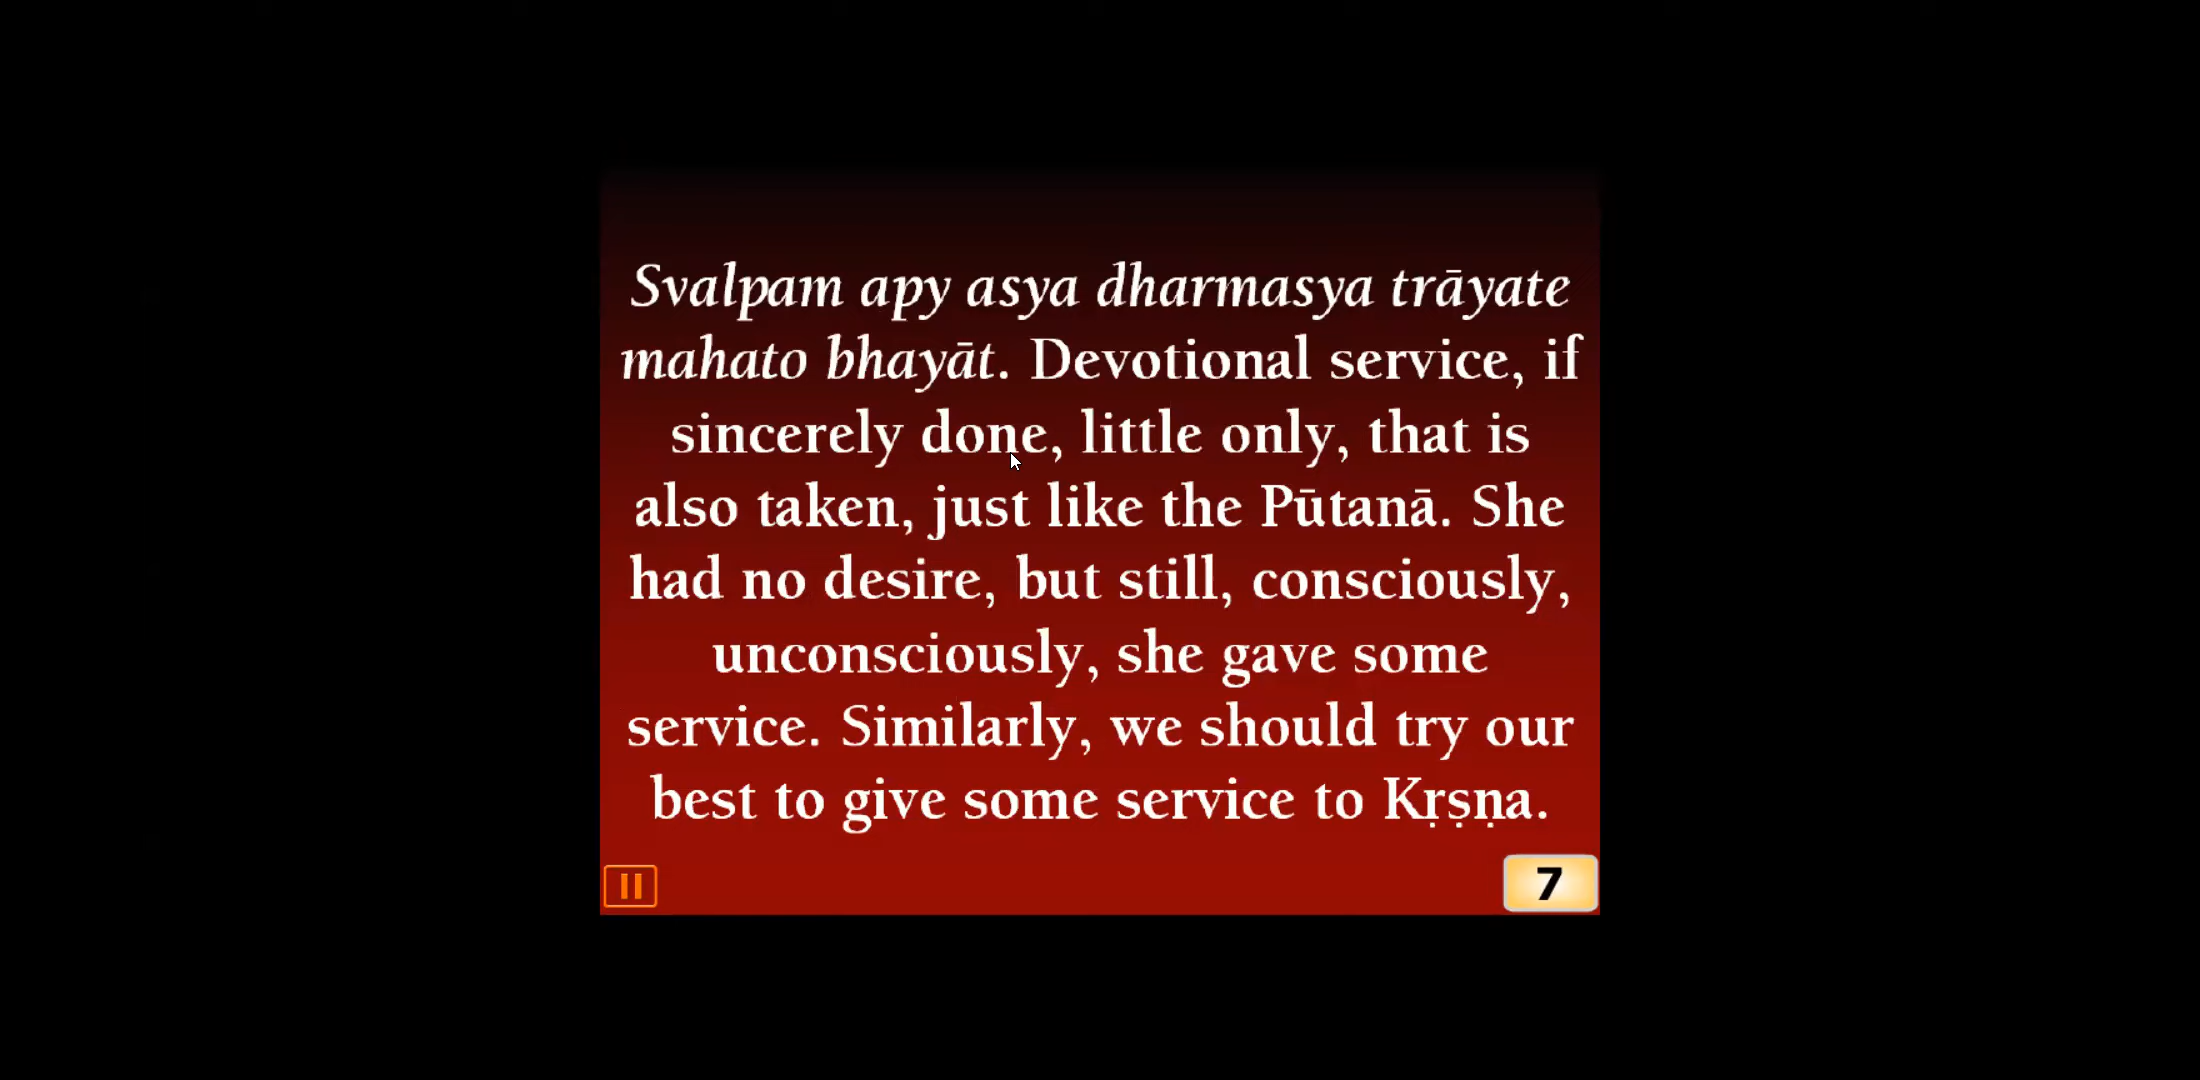 Svalpam apy asya dharmasya trāyate
mahato bhayāt. Devotional service, if
sincerely done, little only, that is
also taken, just like the Pūtanā. She
had no desire, but still, consciously,
unconsciously, she gave some
service. Similarly, we should try our
best to give some service to Kṛṣṇa.
7